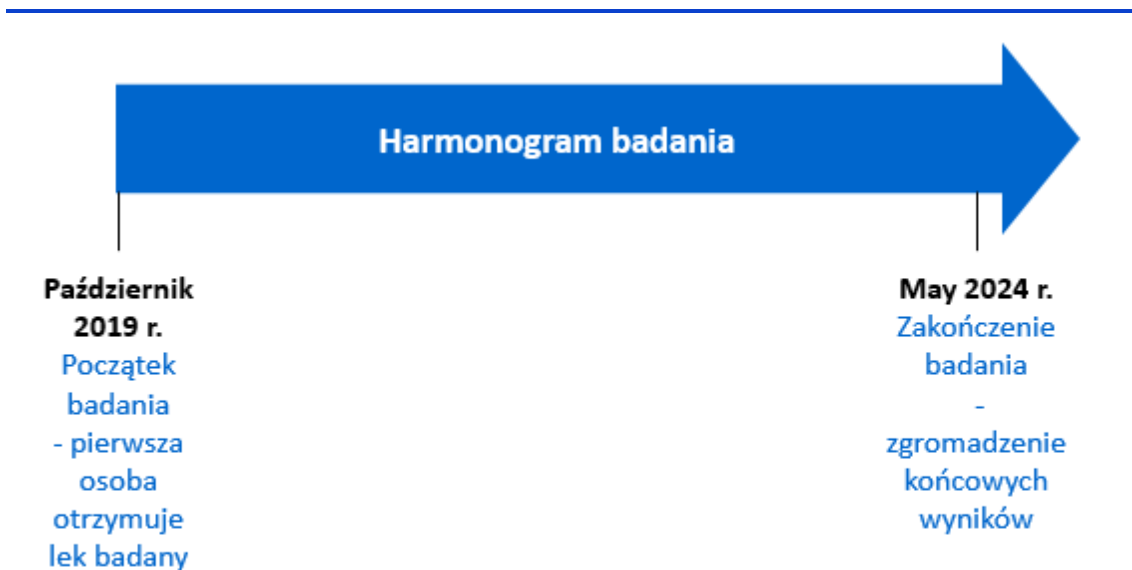 Harmonogram badania
Październik
2019 r.
Początek
badania
- pierwsza
osoba
otrzymuje
lek badany
May 2024 r.
Zakończenie
badania
-
zgromadzenie
końcowych
wyników